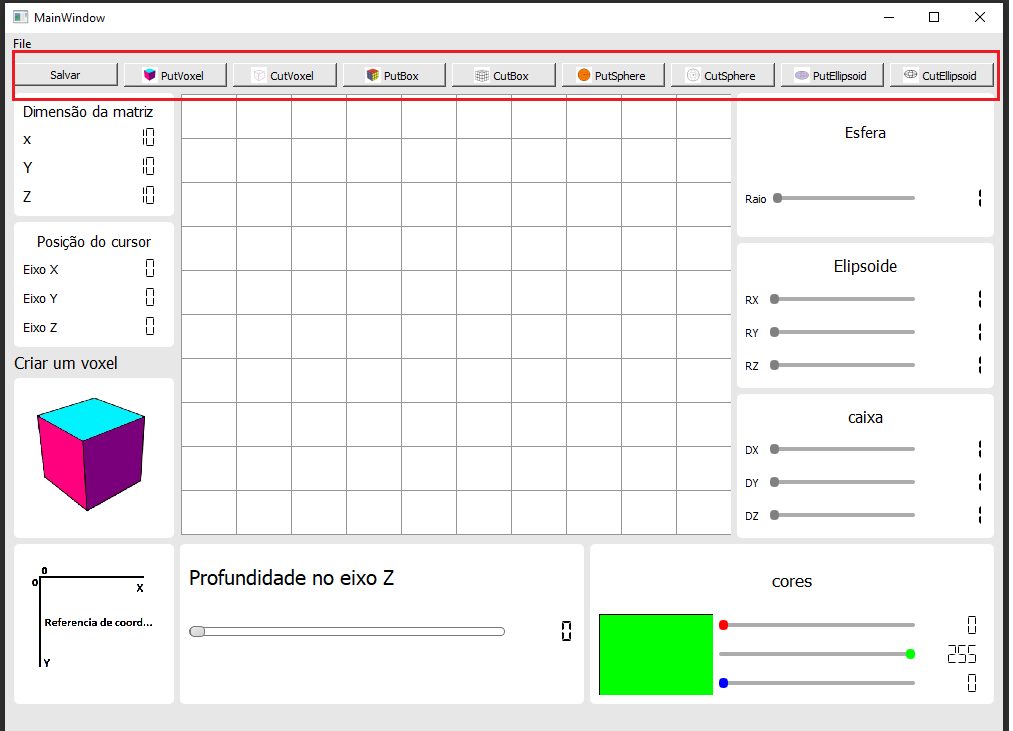 MainWindow
File
Salvar PutVoxel CutVoxel PutBox CutBox PutSphere CutSphere PutEllipsoid CutEllipsoid
Dimensão da matriz
x 10
Y 10
Z 10
Posição do cursor
Eixo X 0
Eixo Y 0
Eixo Z 0
Criar um voxel
Esfera
Raio 1
Elipsoide
RX 1
RY 1
RZ 1
caixa
DX 1
DY 1
DZ 1
0
0
X
Referencia de coord...
Y
Profundidade no eixo Z
0
cores
0
255
0